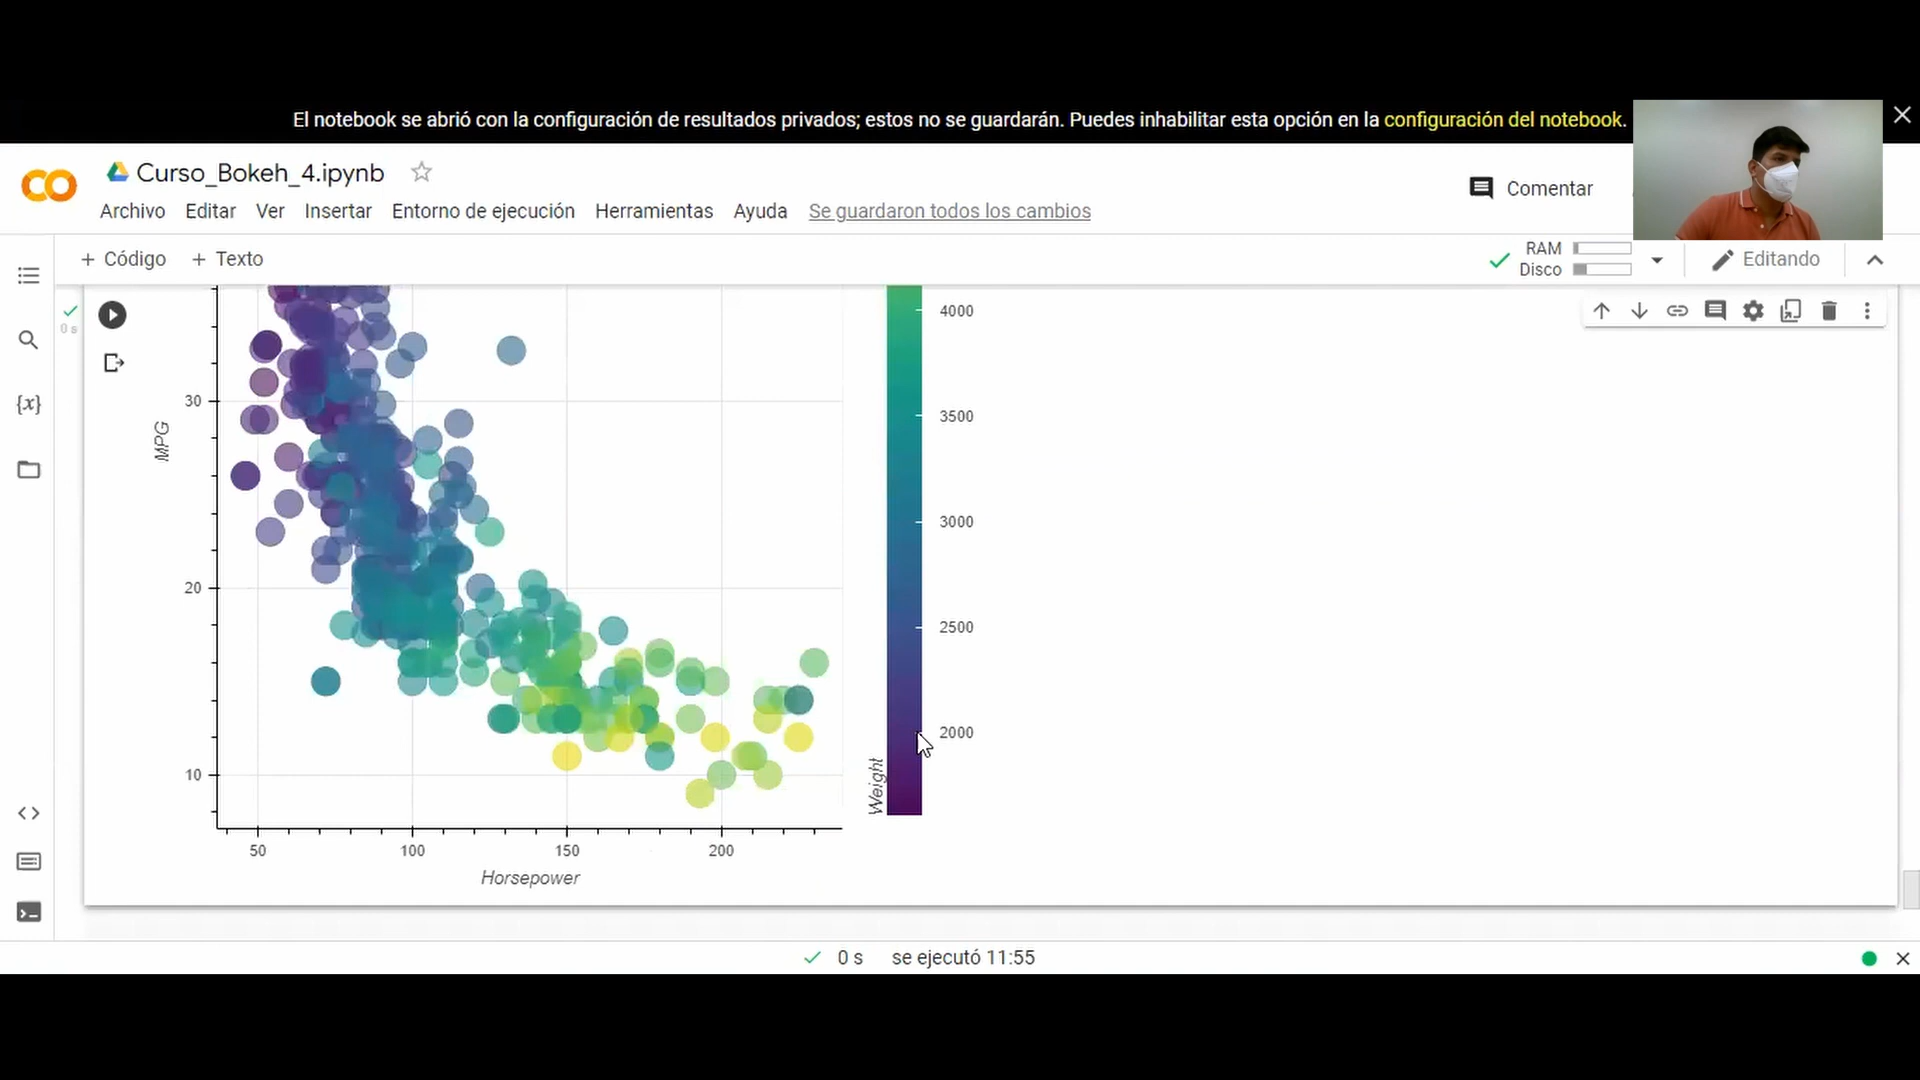 El notebook se abrió con la configuración de resultados privados; estos no se guardarán. Puedes inhabilitar esta opción en la configuración del notebook.
Curso_Bokeh_4.ipynb
Comentar
Archivo Editar Ver Insertar Entorno de ejecución Herramientas Ayuda Se guardaron todos los cambios
+ Código + Texto
RAM
Disco
Editando
0 s
{x}
4000
3500
3000
2500
2000
Weight
MPG
30
20
10
50 100 150 200
Horsepower
0 s se ejecutó 11:55